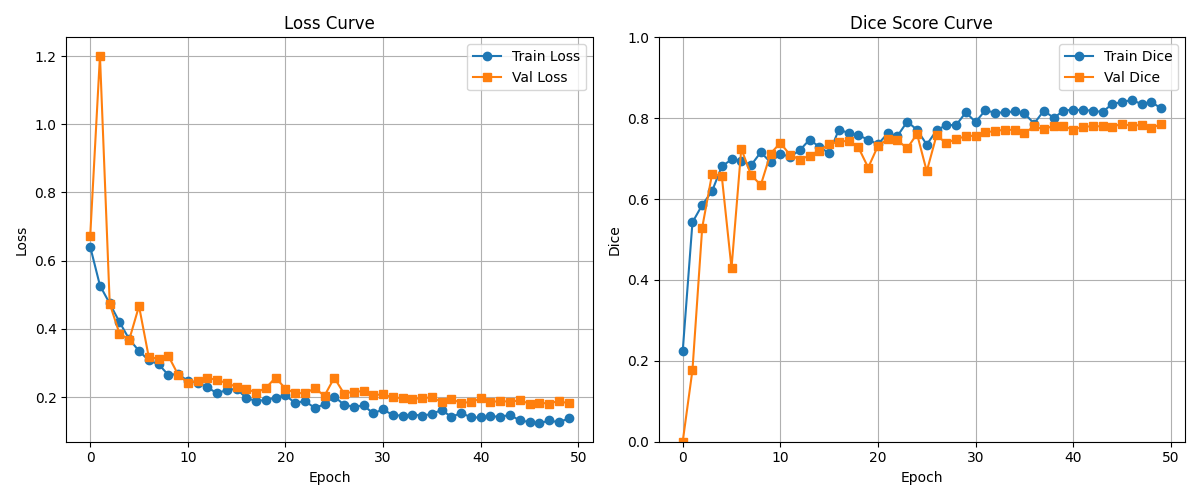 Loss Curve
1.2
1.0
0.8
0.6
0.4
0.2
Loss
Train Loss
Val Loss
0 10 20 30 40 50
Epoch
Dice Score Curve
1.0
0.8
0.6
0.4
0.2
0.0
Dice
Train Dice
Val Dice
0 10 20 30 40 50
Epoch